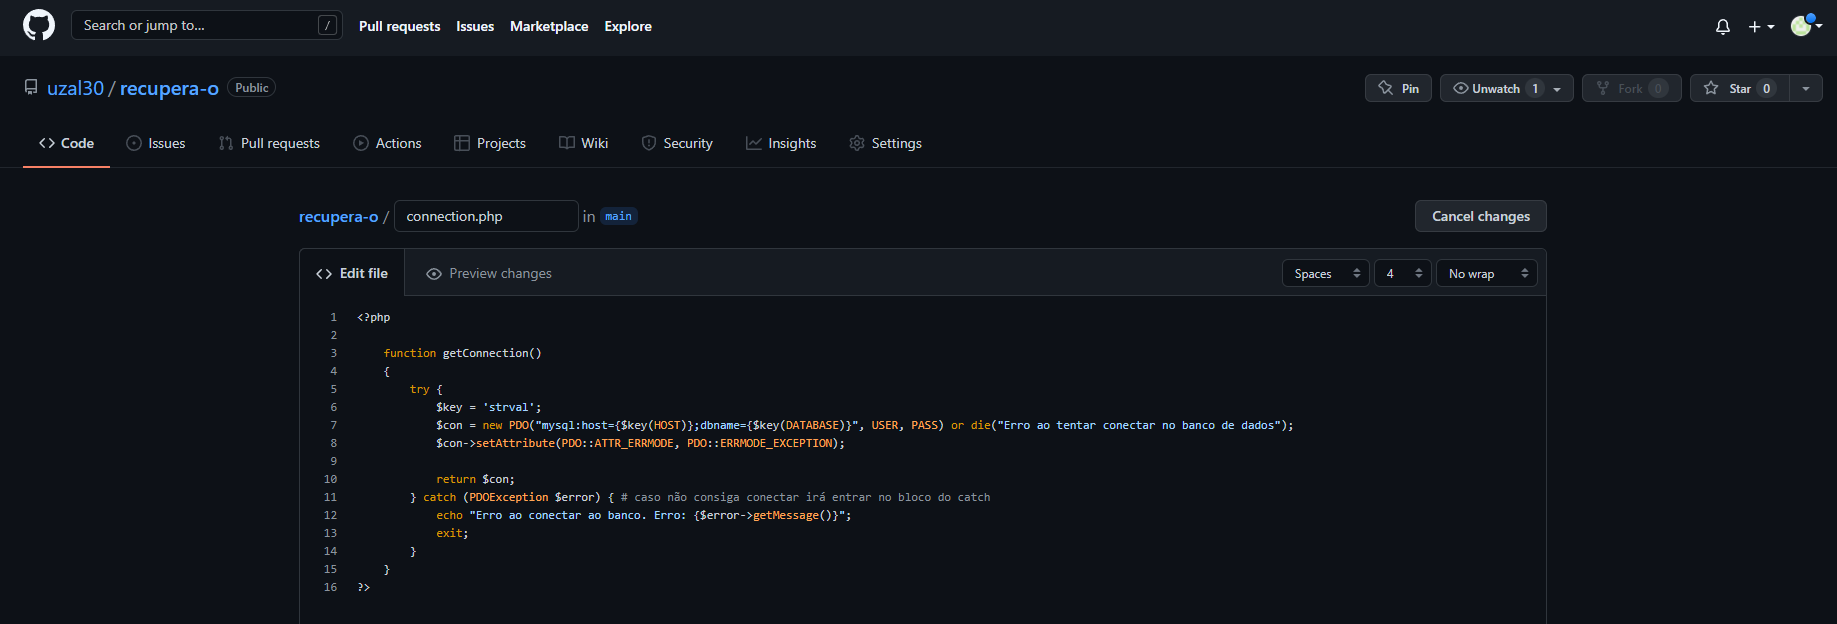 Search or jump to... /
Pull requests Issues Marketplace Explore
uzal30 / recupera-o Public
Pin Unwatch 1 Fork 0 Star 0
Code Issues Pull requests Actions Projects Wiki Security Insights Settings
recupera-o / connection.php in main Cancel changes
Edit file Preview changes Spaces 4 No wrap
1 <?php
2
3 function getConnection()
4 {
5 try {
6 $key = 'strval';
7 $con = new PDO("mysql:host={$key(HOST)};dbname={$key(DATABASE)}", USER, PASS) or die("Erro ao tentar conectar no banco de dados");
8 $con->setAttribute(PDO::ATTR_ERRMODE, PDO::ERRMODE_EXCEPTION);
9
10 return $con;
11 } catch (PDOException $error) { # caso não consiga conectar irá entrar no bloco do catch
12 echo "Erro ao conectar ao banco. Erro: {$error->getMessage()}";
13 exit;
14 }
15 }
16 ?>